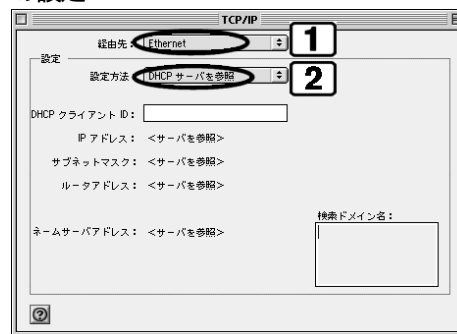 TCP/IP
経由先： Ethernet 1
設定
設定方法： DHCP サーバを参照 2
DHCP クライアント ID：
IP アドレス： <サーバを参照>
サブネットマスク： <サーバを参照>
ルータアドレス： <サーバを参照>
検索ドメイン名：
ネームサーバアドレス： <サーバを参照>
?